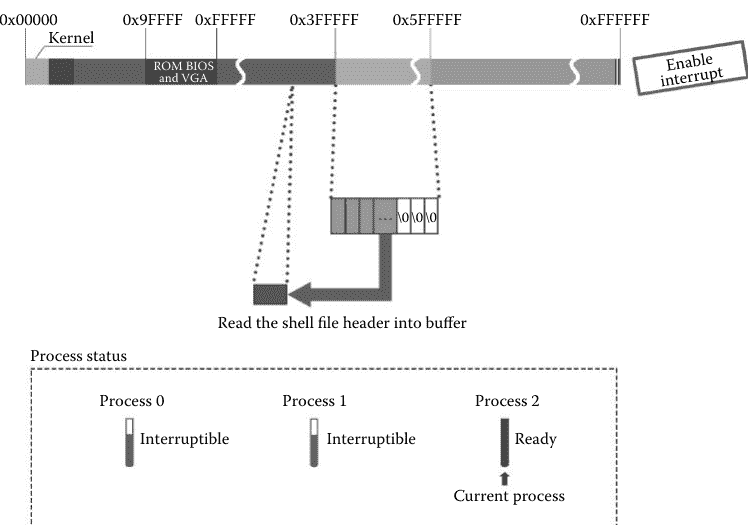 0x00000 0x9FFFF 0xFFFFF 0x3FFFFF 0x5FFFFF 0xFFFFFF
Kernel
ROM BIOS
and VGA
Enable
interrupt
... \0\0\0
Read the shell file header into buffer
Process status
Process 0 Process 1 Process 2
Interruptible Interruptible Ready
Current process